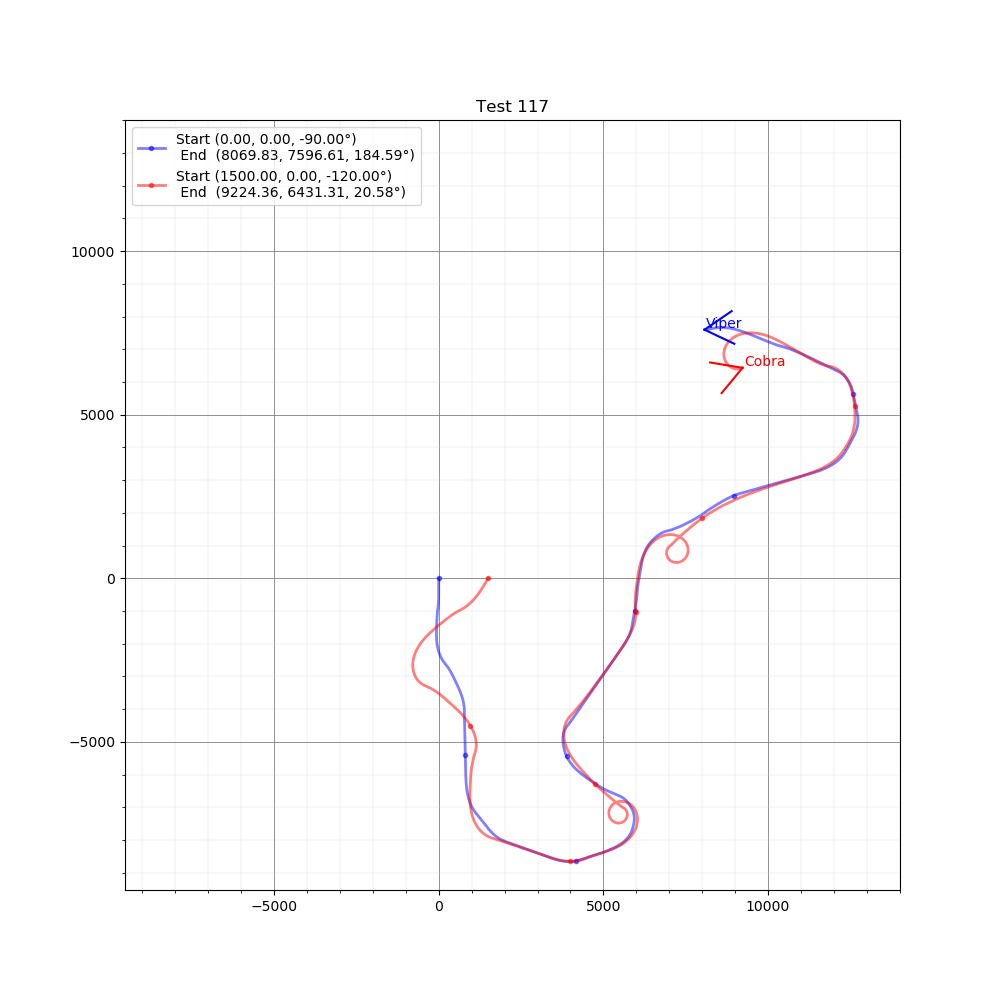 Test 117
Start (0.00, 0.00, -90.00°)
End  (8069.83, 7596.61, 184.59°)
Start (1500.00, 0.00, -120.00°)
End  (9224.36, 6431.31, 20.58°)
10000
5000
0
−5000
Viper
Cobra
−5000
0
5000
10000